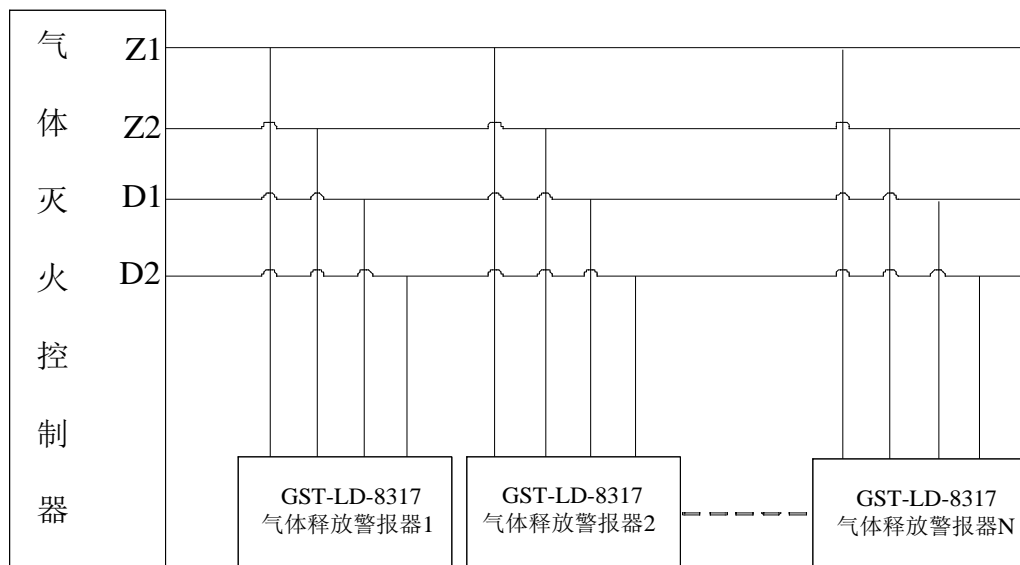 气体灭火控制器
Z1
Z2
D1
D2
GST-LD-8317
气体释放警报器1
GST-LD-8317
气体释放警报器2
GST-LD-8317
气体释放警报器N